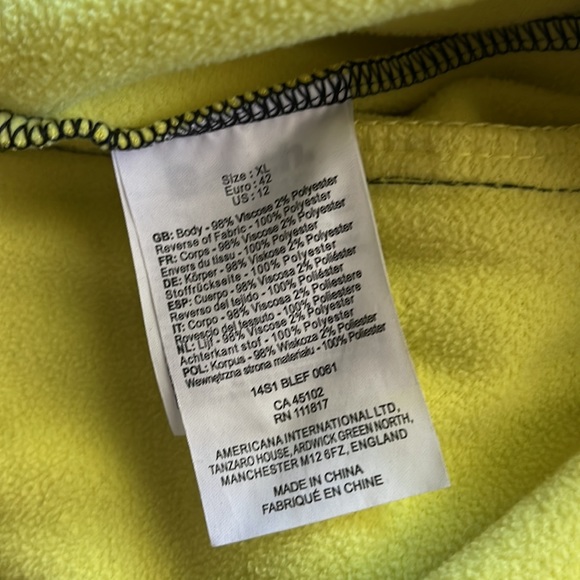 Size : XL
Euro : 42
US : 12
GB: Body - 98% Viscose 2% Polyester
Reverse of Fabric - 100% Polyester
FR: Corps - 98% Viscose 2% Polyester
Envers du tissu - 100% Polyester
DE: Körper - 98% Viskose 2% Polyester
Stoffrückseite - 100% Polyester
ESP: Cuerpo - 98% Viscosa 2% Poliéster
Reverso del tejido - 100% Poliéster
IT: Corpo - 98% Viscosa 2% Poliestere
Rovescio del tessuto - 100% Poliestere
NL: Lijf - 98% Viscose 2% Polyester
Achterkant stof - 100% Polyester
POL: Korpus - 98% Wiskoza 2% Poliester
Wewnętrzna strona materiału - 100% Poliester
14S1 BLEF 0061
CA 45102
RN 111817
AMERICANA INTERNATIONAL LTD,
TANZARO HOUSE, ARDWICK GREEN NORTH,
MANCHESTER M12 6FZ, ENGLAND
MADE IN CHINA
FABRIQUÉ EN CHINE